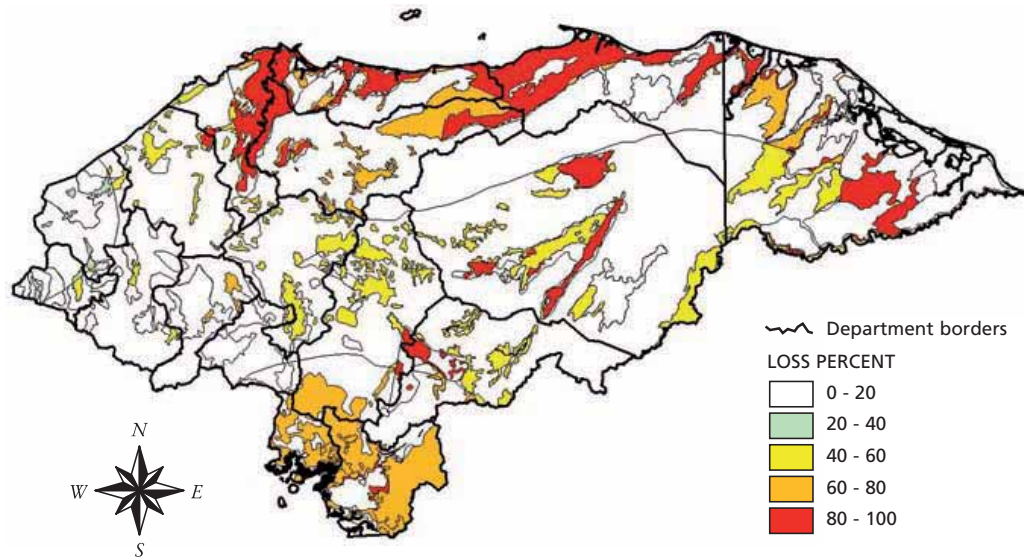 Department borders
LOSS PERCENT
0 - 20
20 - 40
40 - 60
60 - 80
80 - 100
N
W E
S